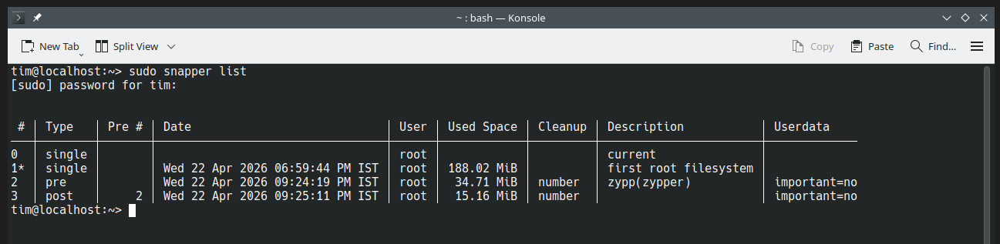 ~ : bash — Konsole
New Tab Split View Copy Paste Find...
tim@localhost:~> sudo snapper list
[sudo] password for tim:
# | Type | Pre # | Date | User | Used Space | Cleanup | Description | Userdata
0 | single | | | root | | | current |
1* | single | | Wed 22 Apr 2026 06:59:44 PM IST | root | 188.02 MiB | | first root filesystem |
2 | pre | | Wed 22 Apr 2026 09:24:19 PM IST | root | 34.71 MiB | number | zypp(zypper) | important=no
3 | post | 2 | Wed 22 Apr 2026 09:25:11 PM IST | root | 15.16 MiB | number | | important=no
tim@localhost:~>